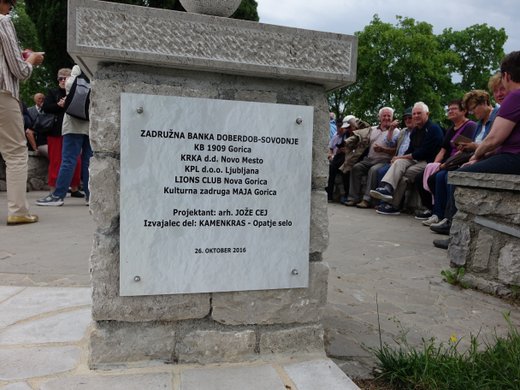 ZADRUŽNA BANKA DOBERDOB-SOVODNJE
KB 1909 Gorica
KRKA d.d. Novo Mesto
KPL d.o.o. Ljubljana
LIONS CLUB Nova Gorica
Kulturna zadruga MAJA Gorica
Projektant: arh. JOŽE CEJ
Izvajalec del: KAMENKRAS - Opatje selo
26. OKTOBER 2016